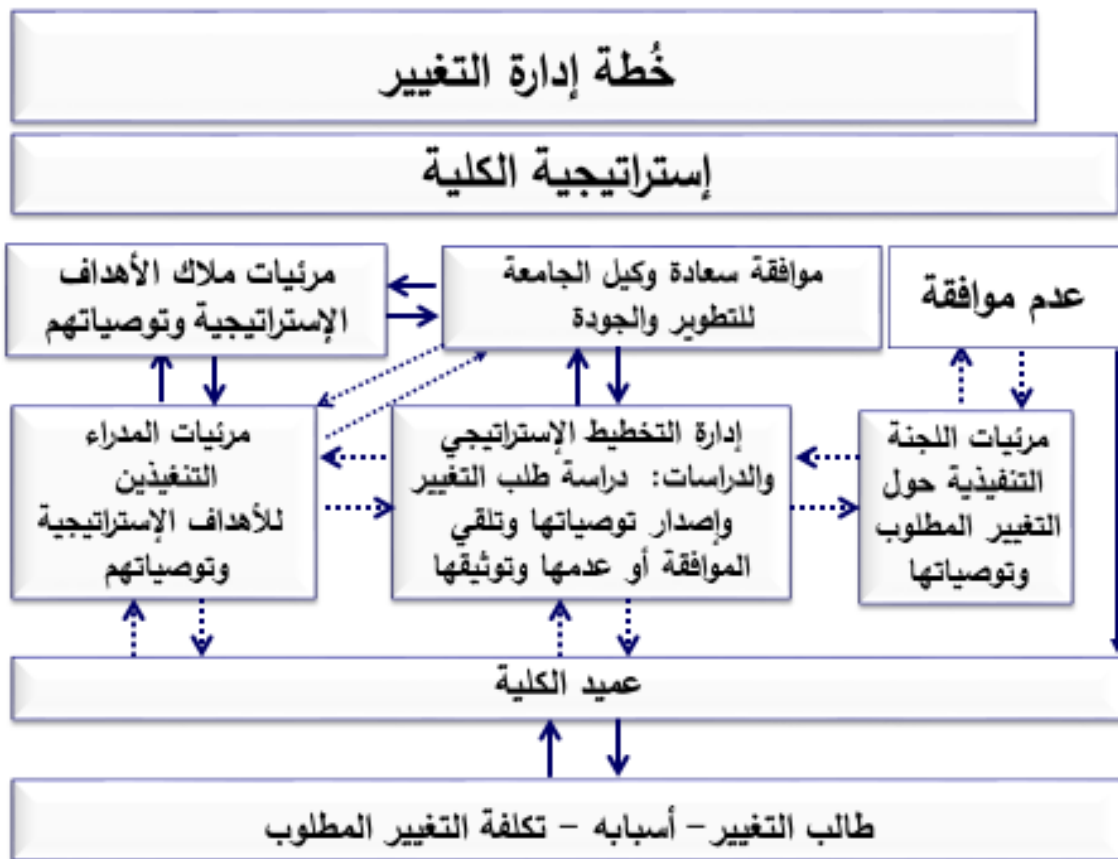 خُطة إدارة التغيير
إستراتيجية الكلية
عدم موافقة
موافقة سعادة وكيل الجامعة
للتطوير والجودة
مرئيات ملاك الأهداف
الإستراتيجية وتوصياتهم
مرئيات اللجنة
التنفيذية حول
التغيير المطلوب
وتوصياتها
إدارة التخطيط الإستراتيجي
والدراسات: دراسة طلب التغيير
وإصدار توصياتها وتلقي
الموافقة أو عدمها وتوثيقها
مرئيات المدراء
التنفيذين
للأهداف الإستراتيجية
وتوصياتهم
عميد الكلية
طالب التغيير– أسبابه – تكلفة التغيير المطلوب